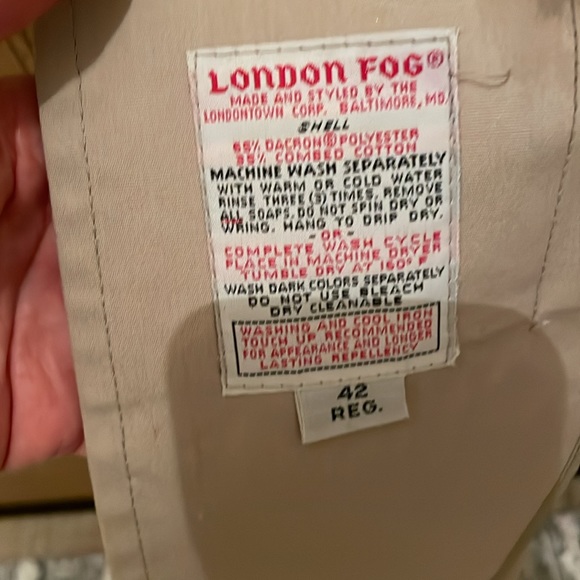 LONDON FOG®
MADE AND STYLED BY THE
LONDONTOWN CORP. BALTIMORE, MD.
SHELL
65% DACRON® POLYESTER
35% COMBED COTTON
MACHINE WASH SEPARATELY
WITH WARM OR COLD WATER
RINSE THREE (3) TIMES, REMOVE
ALL SOAPS. DO NOT SPIN DRY OR
WRING. HANG TO DRIP DRY.
- OR -
COMPLETE WASH CYCLE
PLACE IN MACHINE DRYER
TUMBLE DRY AT 160° F
WASH DARK COLORS SEPARATELY
DO NOT USE BLEACH
DRY CLEANABLE
WASHING AND COOL IRON
TOUCH UP RECOMMENDED
FOR APPEARANCE AND LONGER
LASTING REPELLENCY
42
REG.